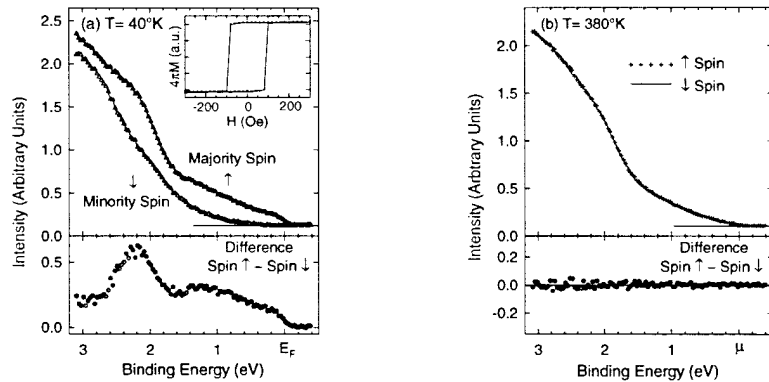 (a) T= 40°K
2.5
2.0
1.5
1.0
0.5
0.0
Intensity (Arbitrary Units)
4πM (a.u.)
-300
0
200
H (Oe)
Majority Spin
↑
↓
Minority Spin
Difference
Spin ↑ – Spin ↓
0.5
0.0
3
2
1
E_F
Binding Energy (eV)
(b) T= 380°K
2.0
1.5
1.0
0.5
0.0
Intensity (Arbitrary Units)
↑ Spin
↓ Spin
Difference
Spin ↑ – Spin ↓
0.2
0.0
-0.2
3
2
1
μ
Binding Energy (eV)